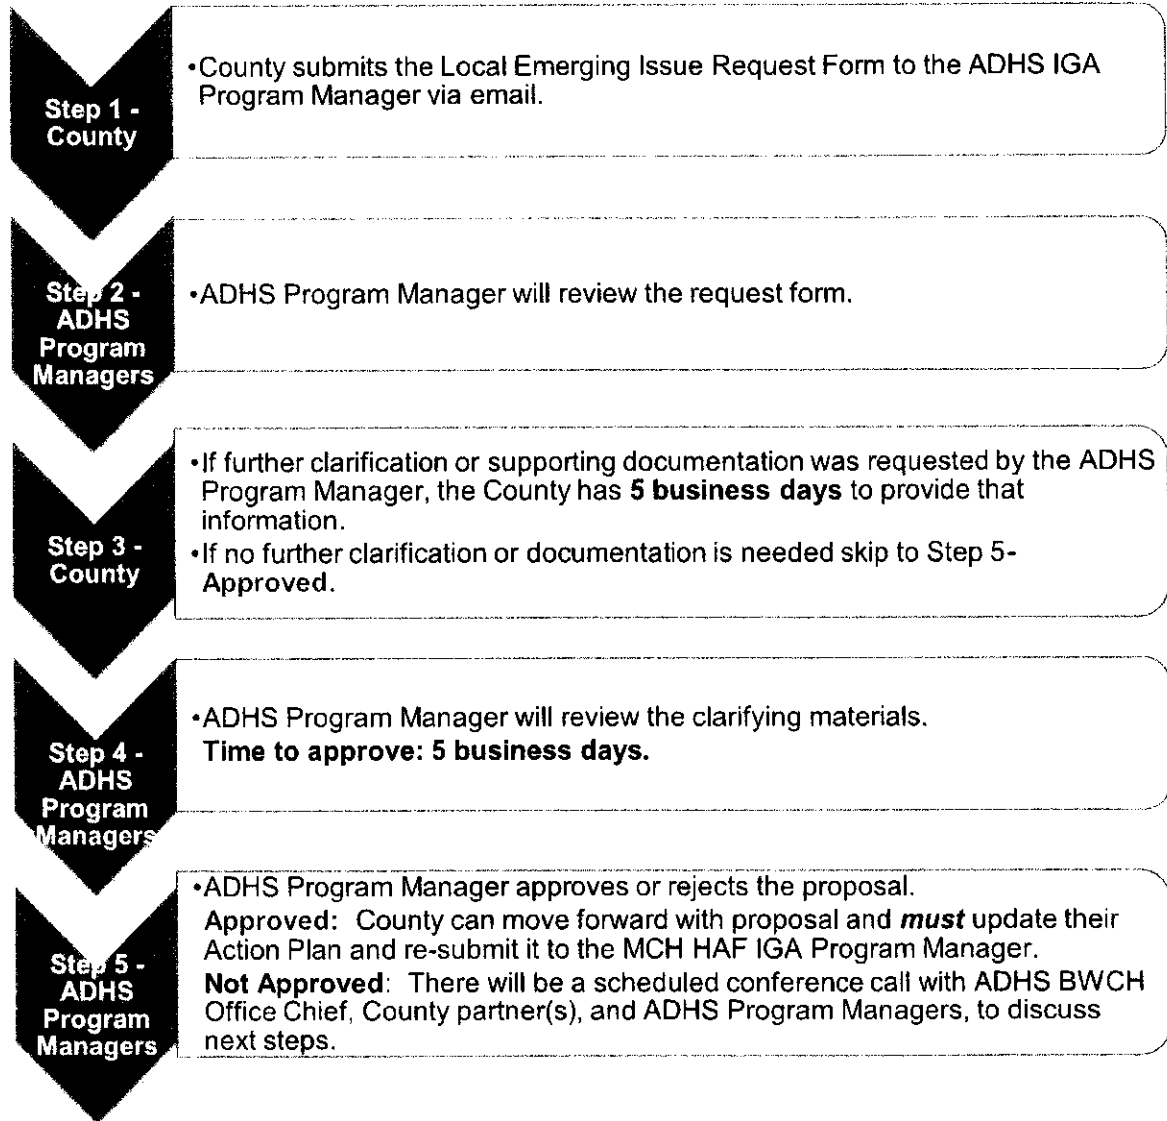 Step 1 -
County
•County submits the Local Emerging Issue Request Form to the ADHS IGA
Program Manager via email.
Step 2 -
ADHS
Program
Managers
•ADHS Program Manager will review the request form.
Step 3 -
County
•If further clarification or supporting documentation was requested by the ADHS
Program Manager, the County has 5 business days to provide that
information.
•If no further clarification or documentation is needed skip to Step 5-
Approved.
Step 4 -
ADHS
Program
Managers
•ADHS Program Manager will review the clarifying materials.
Time to approve: 5 business days.
Step 5 -
ADHS
Program
Managers
•ADHS Program Manager approves or rejects the proposal.
Approved: County can move forward with proposal and must update their
Action Plan and re-submit it to the MCH HAF IGA Program Manager.
Not Approved: There will be a scheduled conference call with ADHS BWCH
Office Chief, County partner(s), and ADHS Program Managers, to discuss
next steps.